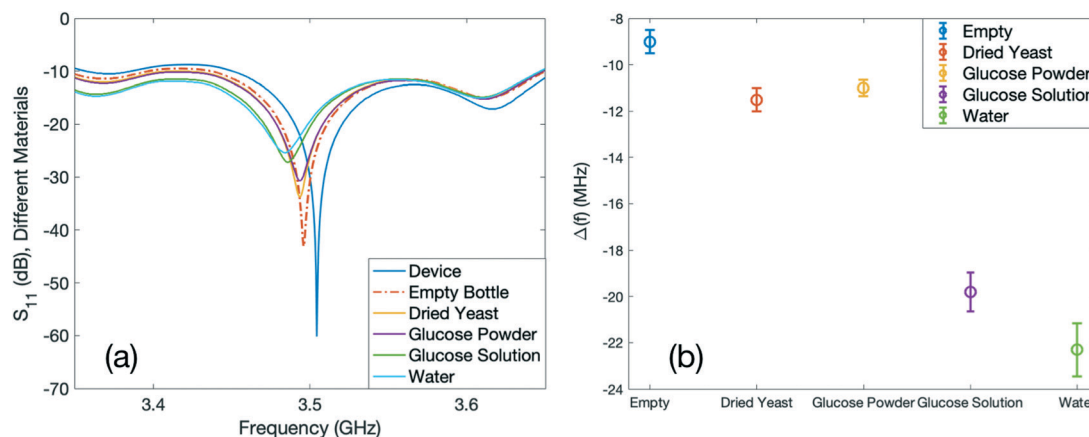 0
-10
-20
-30
-40
-50
-60
-70
S11 (dB), Different Materials
3.4
3.5
3.6
Frequency (GHz)
Device
Empty Bottle
Dried Yeast
Glucose Powder
Glucose Solution
Water
(a)
-8
-10
-12
-14
-16
-18
-20
-22
-24
Δ(f) (MHz)
Empty
Dried Yeast
Glucose Powder
Glucose Solution
Water
(b)
Empty
Dried Yeast
Glucose Powder
Glucose Solution
Wate